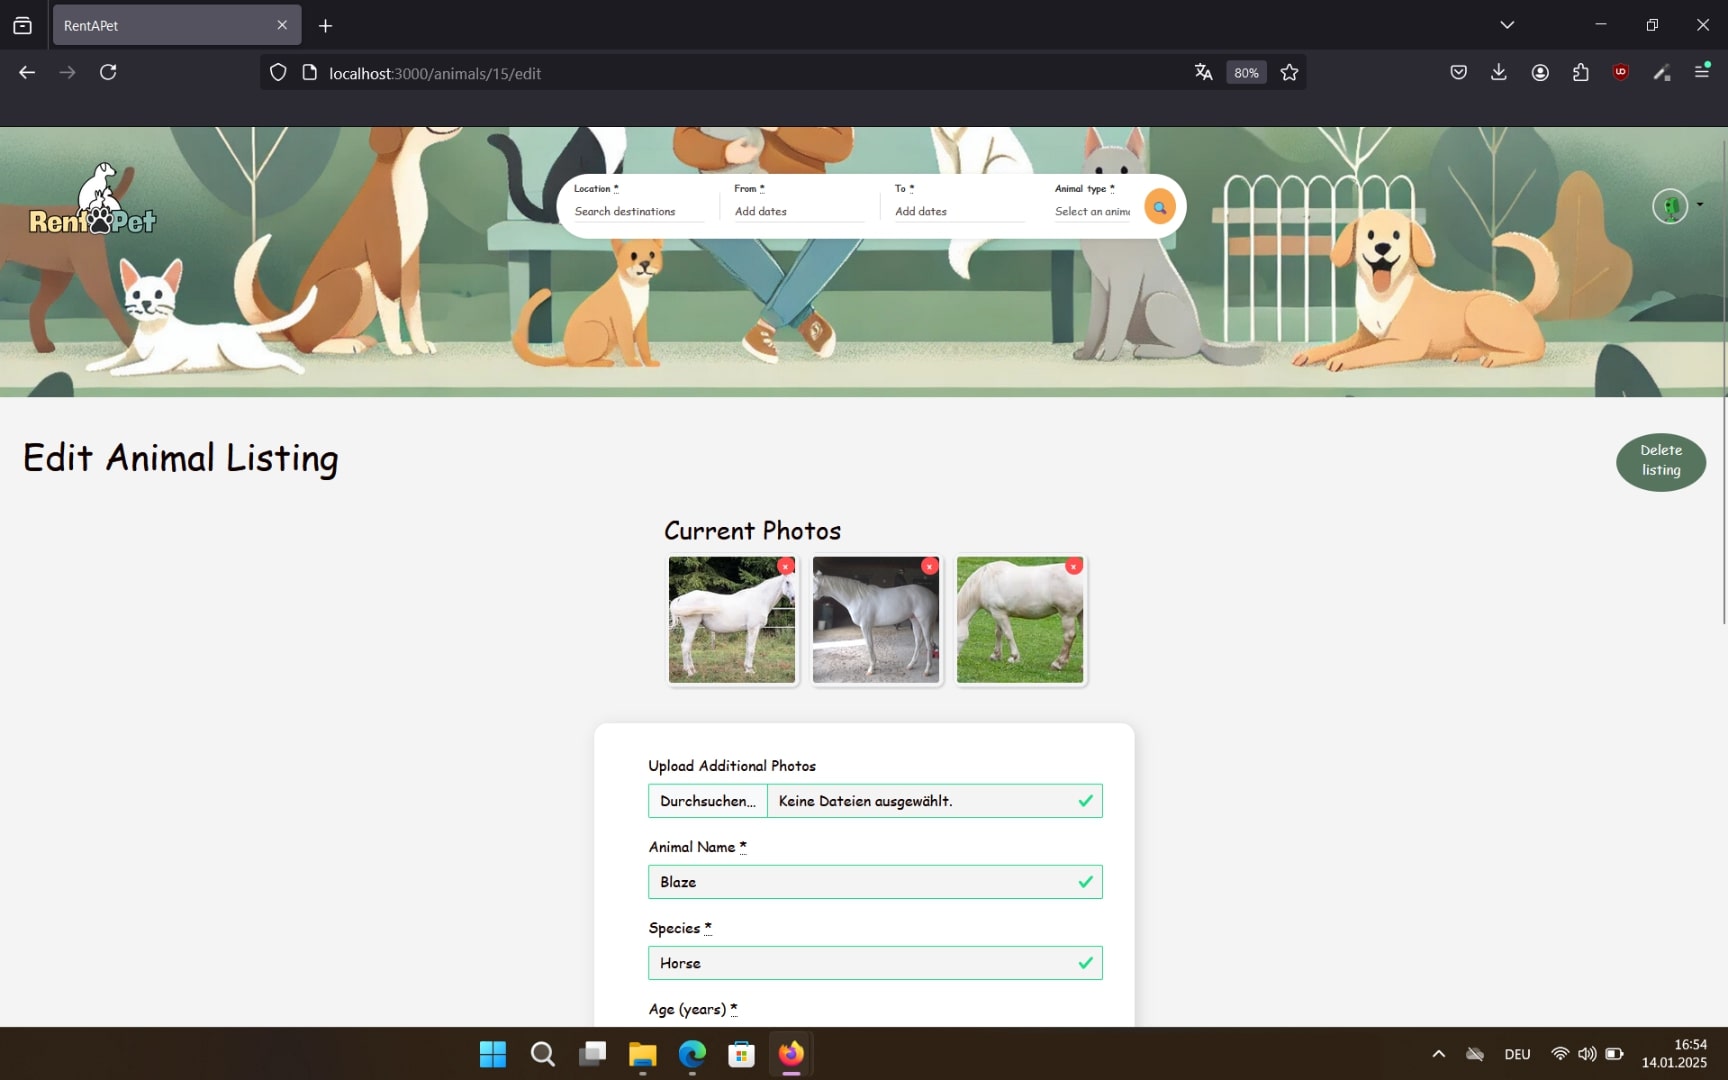 RentAPet
localhost:3000/animals/15/edit
80%
Location *
From *
To *
Animal type *
Search destinations
Add dates
Add dates
Select an anim
RentAPet
Edit Animal Listing
Delete
listing
Current Photos
x
x
x
Upload Additional Photos
Durchsuchen...
Keine Dateien ausgewählt.
Animal Name *
Blaze
Species *
Horse
Age (years) *
DEU
16:54
14.01.2025